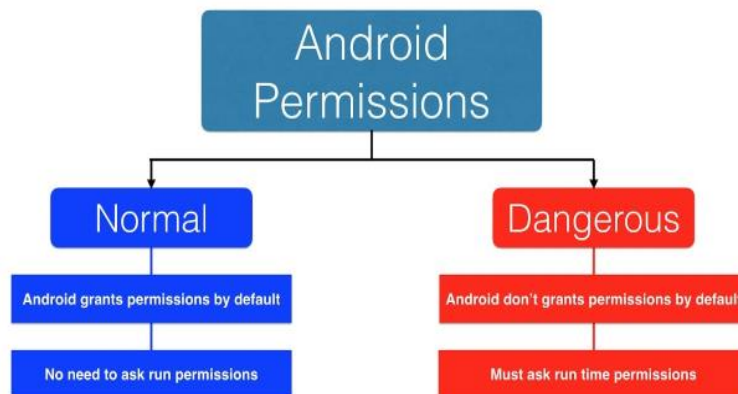 Android
Permissions
Normal
Dangerous
Android grants permissions by default
Android don't grants permissions by default
No need to ask run permissions
Must ask run time permissions